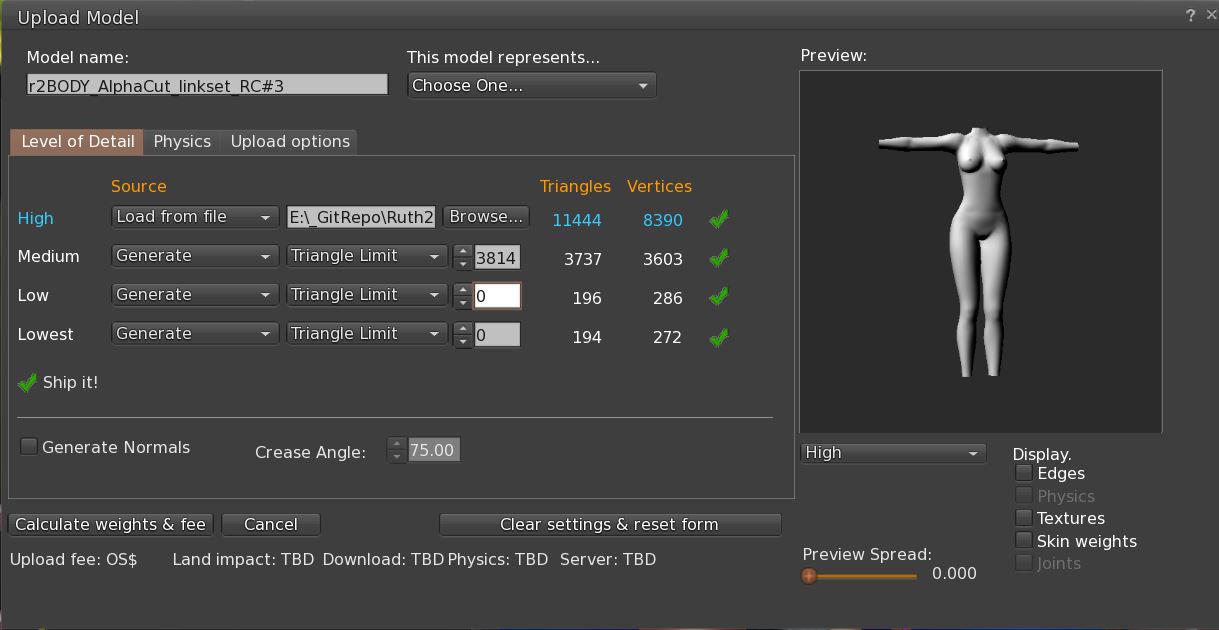 Upload Model ? ×
Model name: This model represents... Preview:
r2BODY_AlphaCut_linkset_RC#3 Choose One...
Level of Detail Physics Upload options
Source Triangles Vertices
High Load from file E:\_GitRepo\Ruth2 Browse... 11444 8390
Medium Generate Triangle Limit 3814 3737 3603
Low Generate Triangle Limit 0 196 286
Lowest Generate Triangle Limit 0 194 272
Ship it!
Generate Normals Crease Angle: 75.00
High Display.
Edges
Physics
Textures
Skin weights
Joints
Calculate weights & fee Cancel Clear settings & reset form
Upload fee: OS$ Land impact: TBD Download: TBD Physics: TBD Server: TBD
Preview Spread:
0.000